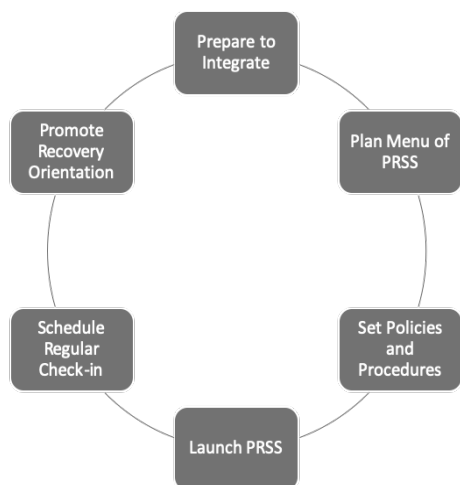 Prepare to
Integrate
Plan Menu of
PRSS
Set Policies
and
Procedures
Launch PRSS
Schedule
Regular
Check-in
Promote
Recovery
Orientation